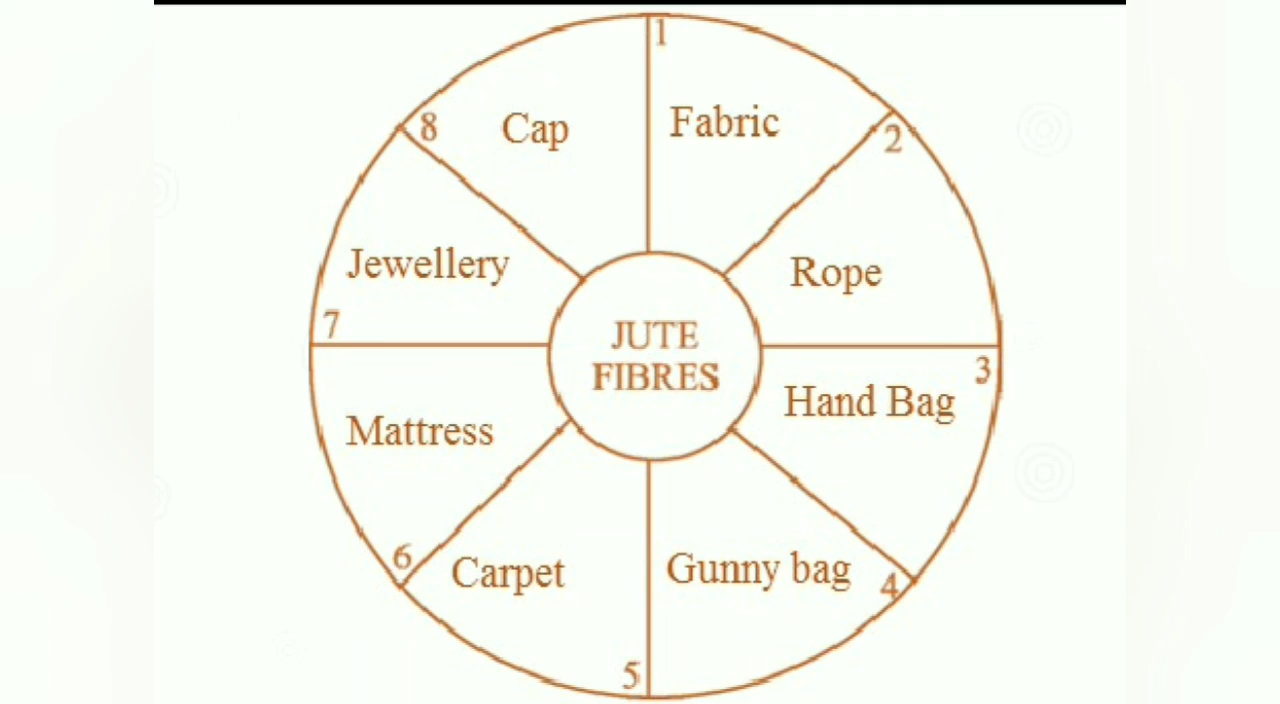 1
Fabric
2
Rope
3
Hand Bag
4
Gunny bag
5
Carpet
6
Mattress
7
Jewellery
8
Cap
JUTE
FIBRES